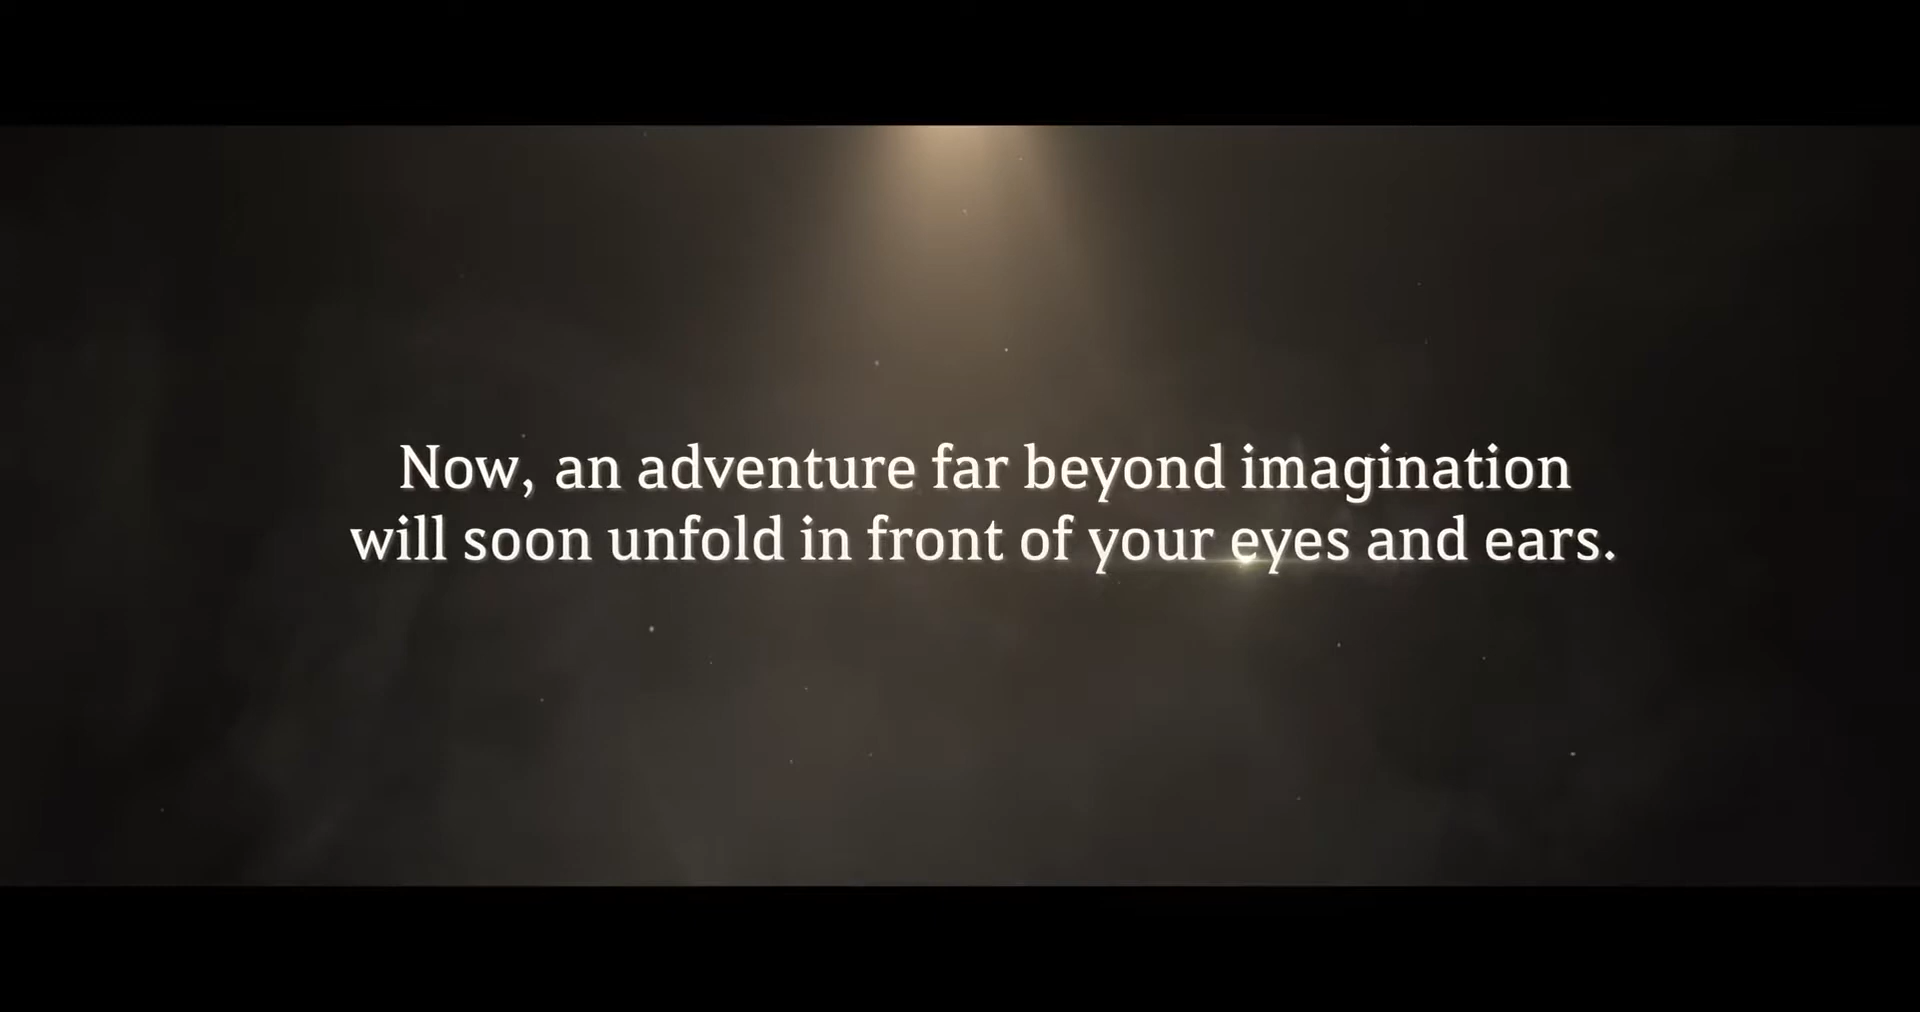 Now, an adventure far beyond imagination
will soon unfold in front of your eyes and ears.